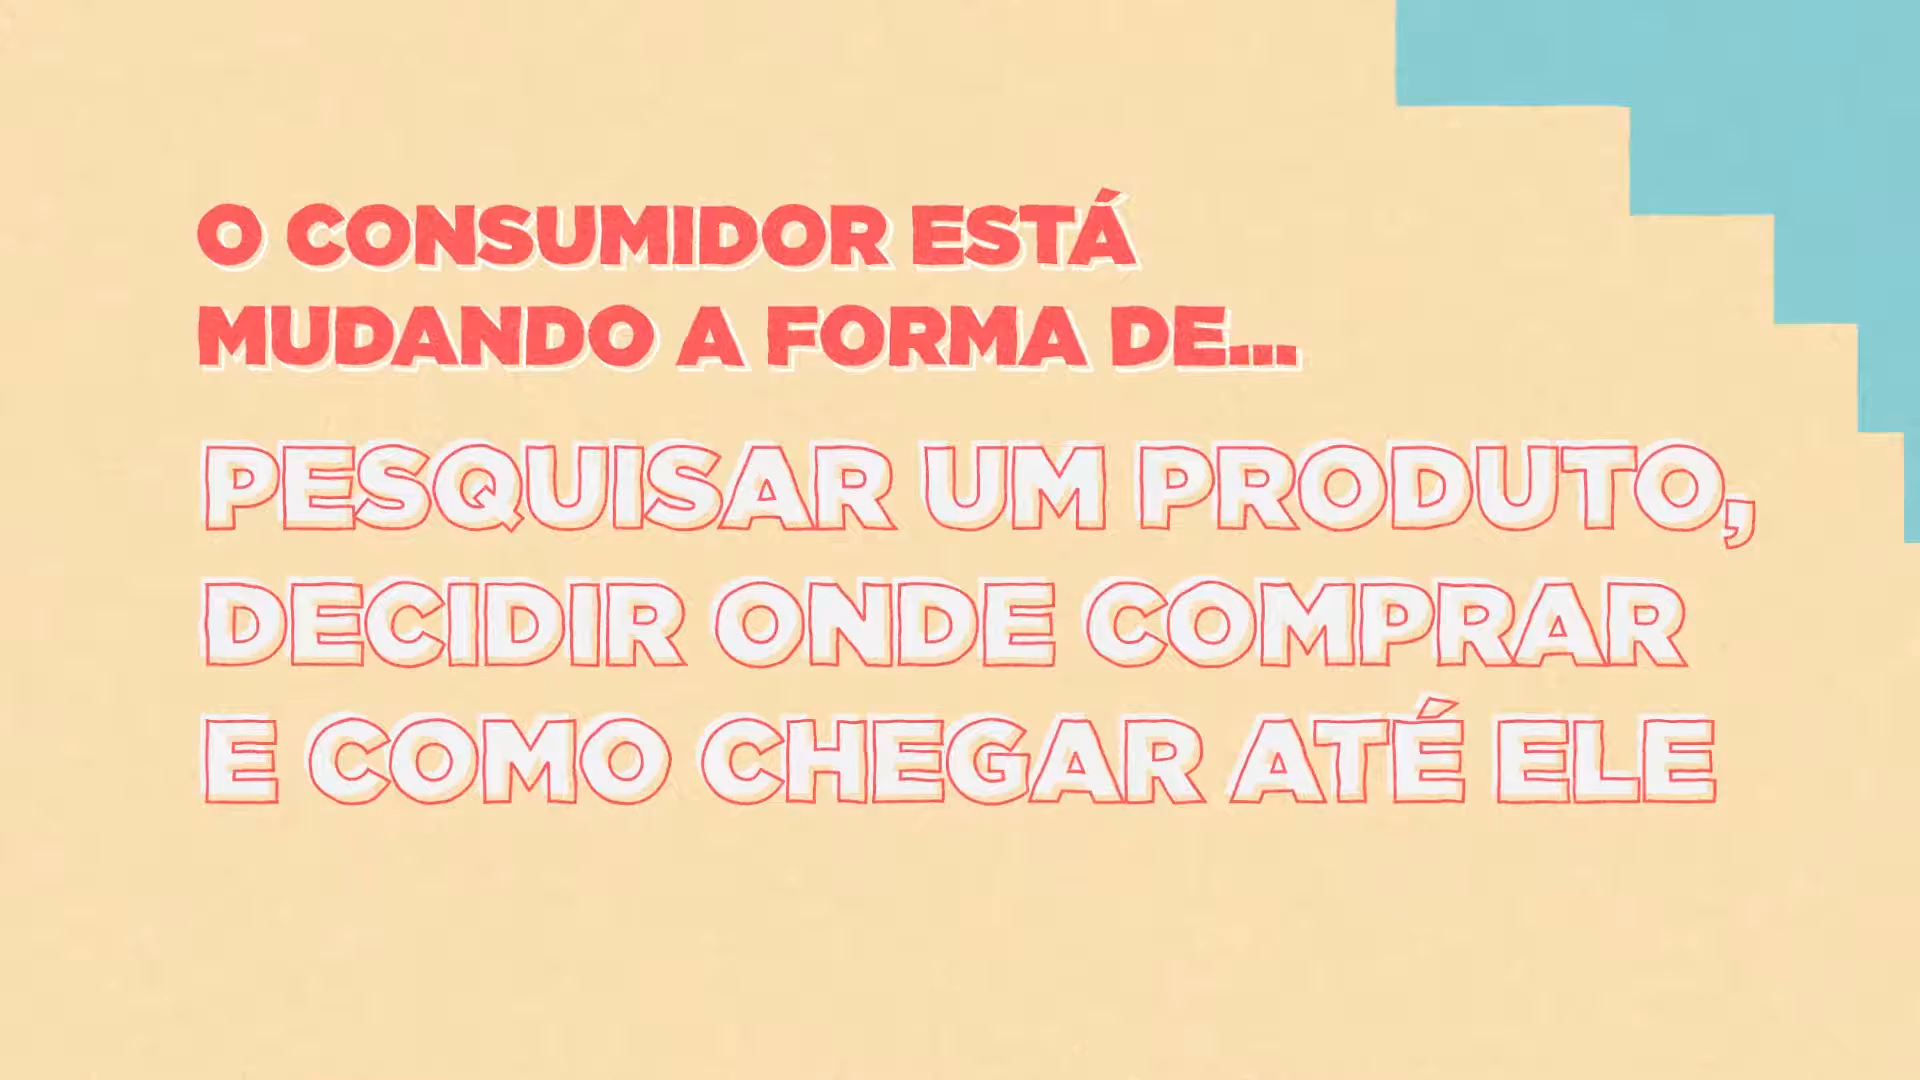 O CONSUMIDOR ESTÁ
MUDANDO A FORMA DE...
PESQUISAR UM PRODUTO,
DECIDIR ONDE COMPRAR
E COMO CHEGAR ATÉ ELE